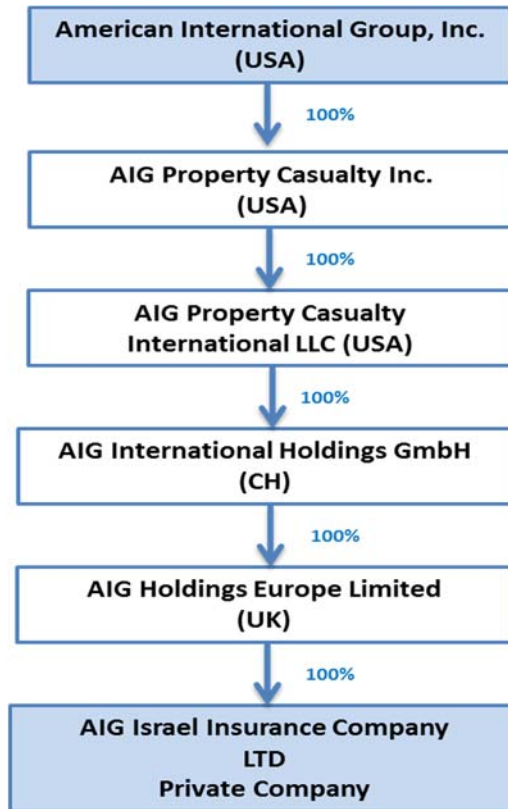 American International Group, Inc.
(USA)
100%
AIG Property Casualty Inc.
(USA)
100%
AIG Property Casualty
International LLC (USA)
100%
AIG International Holdings GmbH
(CH)
100%
AIG Holdings Europe Limited
(UK)
100%
AIG Israel Insurance Company
LTD
Private Company